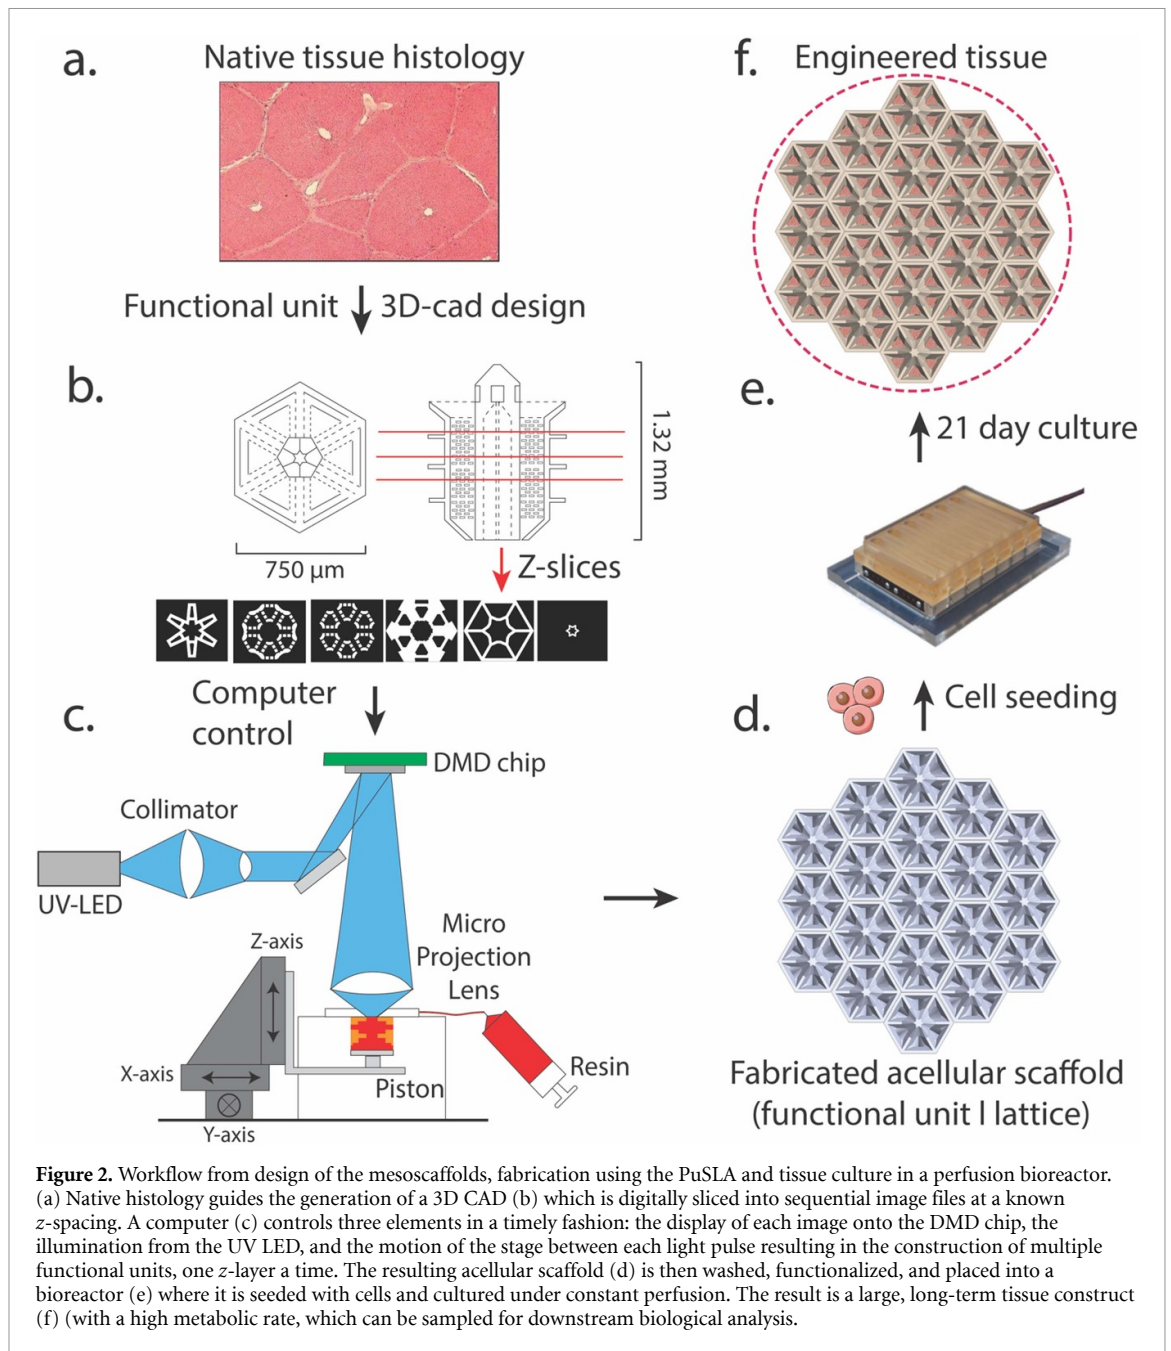 a.
Native tissue histology
Functional unit
3D-cad design
b.
1.32 mm
750 µm
Z-slices
Computer
control
c.
DMD chip
Collimator
UV-LED
Micro
Projection
Lens
Z-axis
X-axis
Y-axis
Piston
Resin
d.
Cell seeding
Fabricated acellular scaffold
(functional unit l lattice)
e.
21 day culture
f.
Engineered tissue
Figure 2. Workflow from design of the mesoscaffolds, fabrication using the PuSLA and tissue culture in a perfusion bioreactor.
(a) Native histology guides the generation of a 3D CAD (b) which is digitally sliced into sequential image files at a known
z-spacing. A computer (c) controls three elements in a timely fashion: the display of each image onto the DMD chip, the
illumination from the UV LED, and the motion of the stage between each light pulse resulting in the construction of multiple
functional units, one z-layer a time. The resulting acellular scaffold (d) is then washed, functionalized, and placed into a
bioreactor (e) where it is seeded with cells and cultured under constant perfusion. The result is a large, long-term tissue construct
(f) (with a high metabolic rate, which can be sampled for downstream biological analysis.